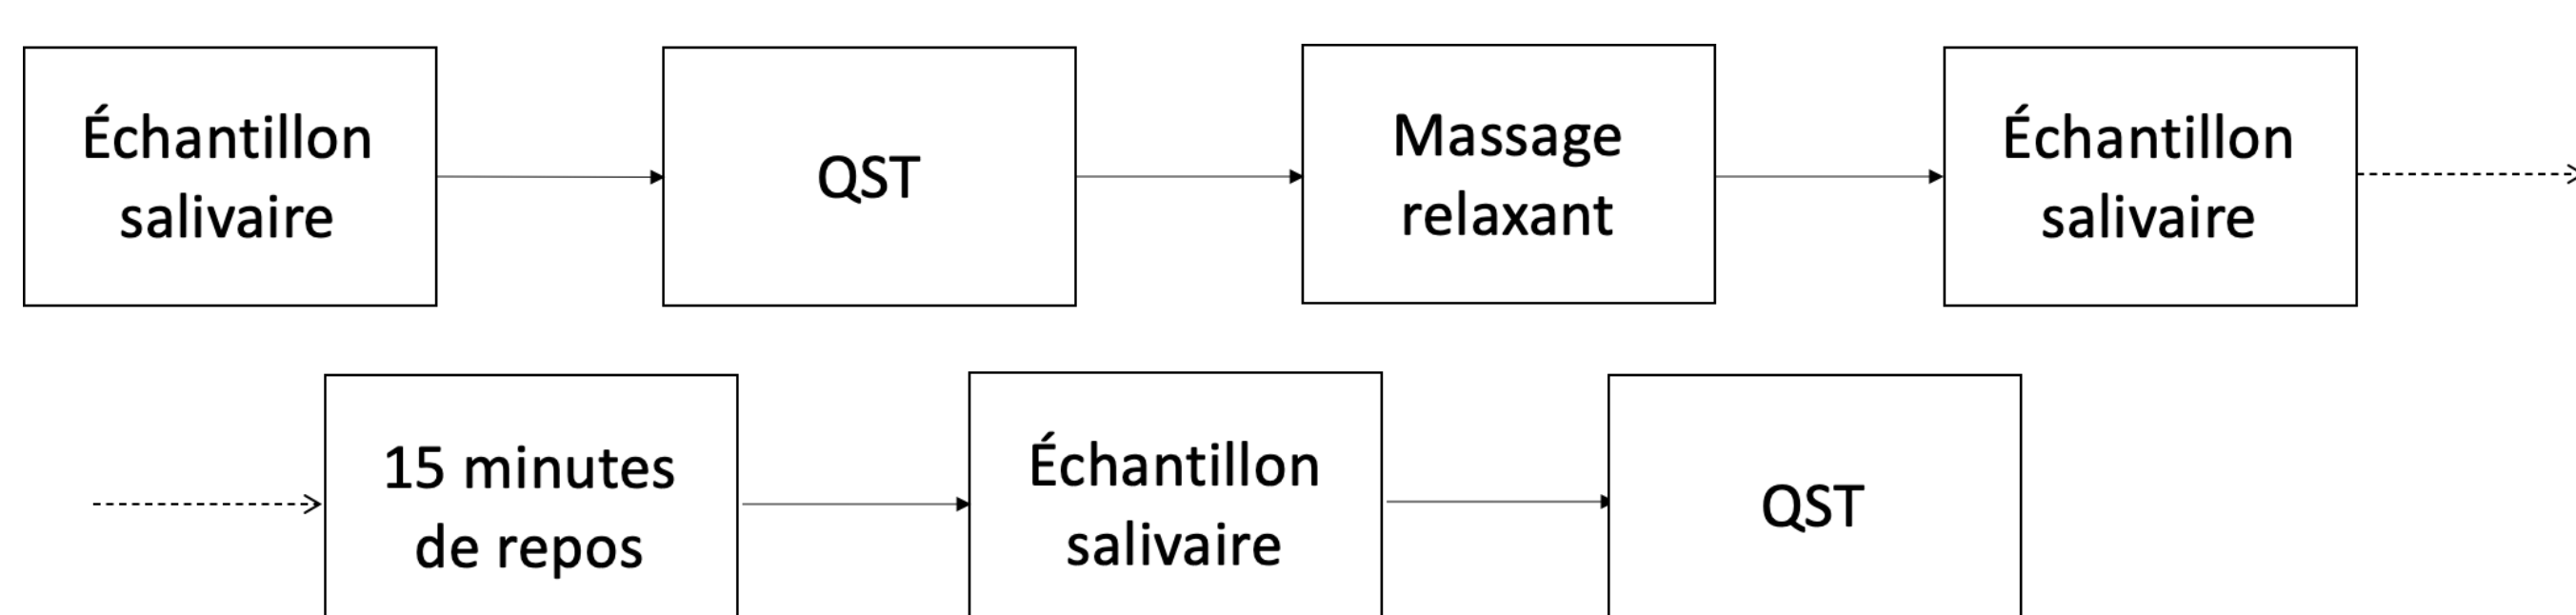 Échantillon
salivaire
QST
Massage
relaxant
Échantillon
salivaire
15 minutes
de repos
Échantillon
salivaire
QST